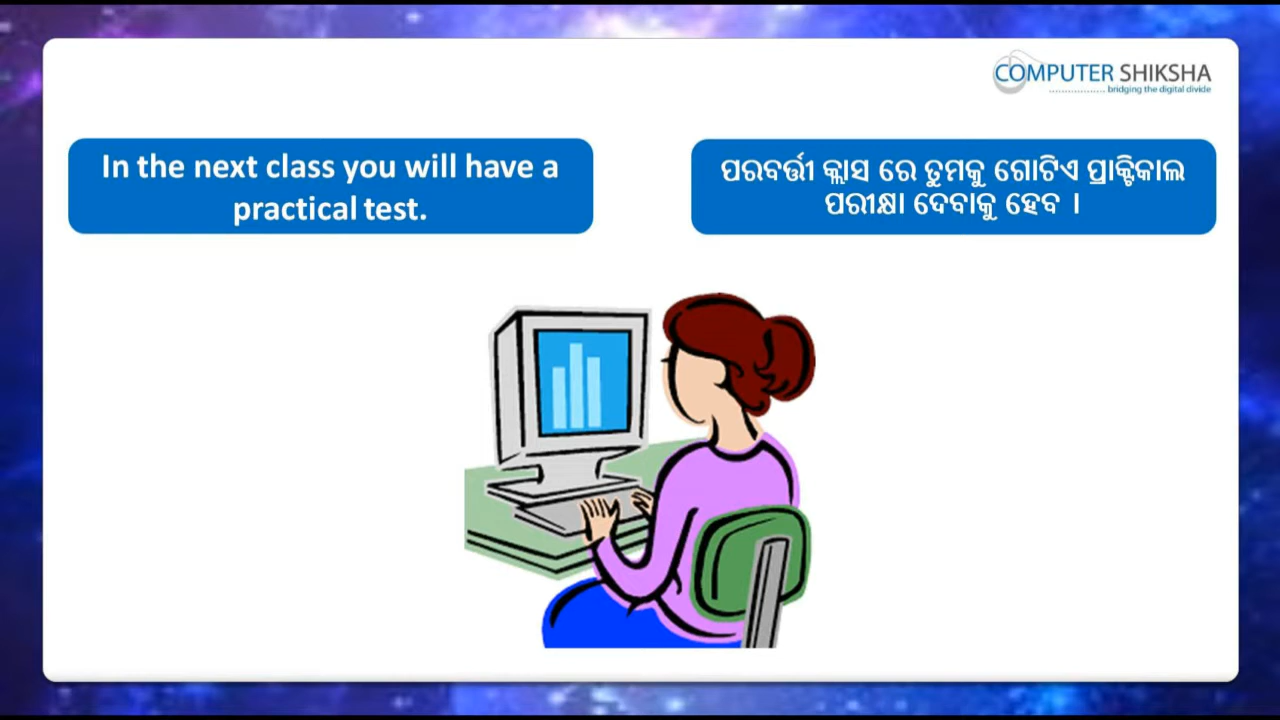 COMPUTER SHIKSHA
bridging the digital divide
In the next class you will have a
practical test.
ପରବର୍ତ୍ତୀ କ୍ଲାସ ରେ ତୁମକୁ ଗୋଟିଏ ପ୍ରାକ୍ଟିକାଲ
ପରୀକ୍ଷା ଦେବାକୁ ହେବ ।